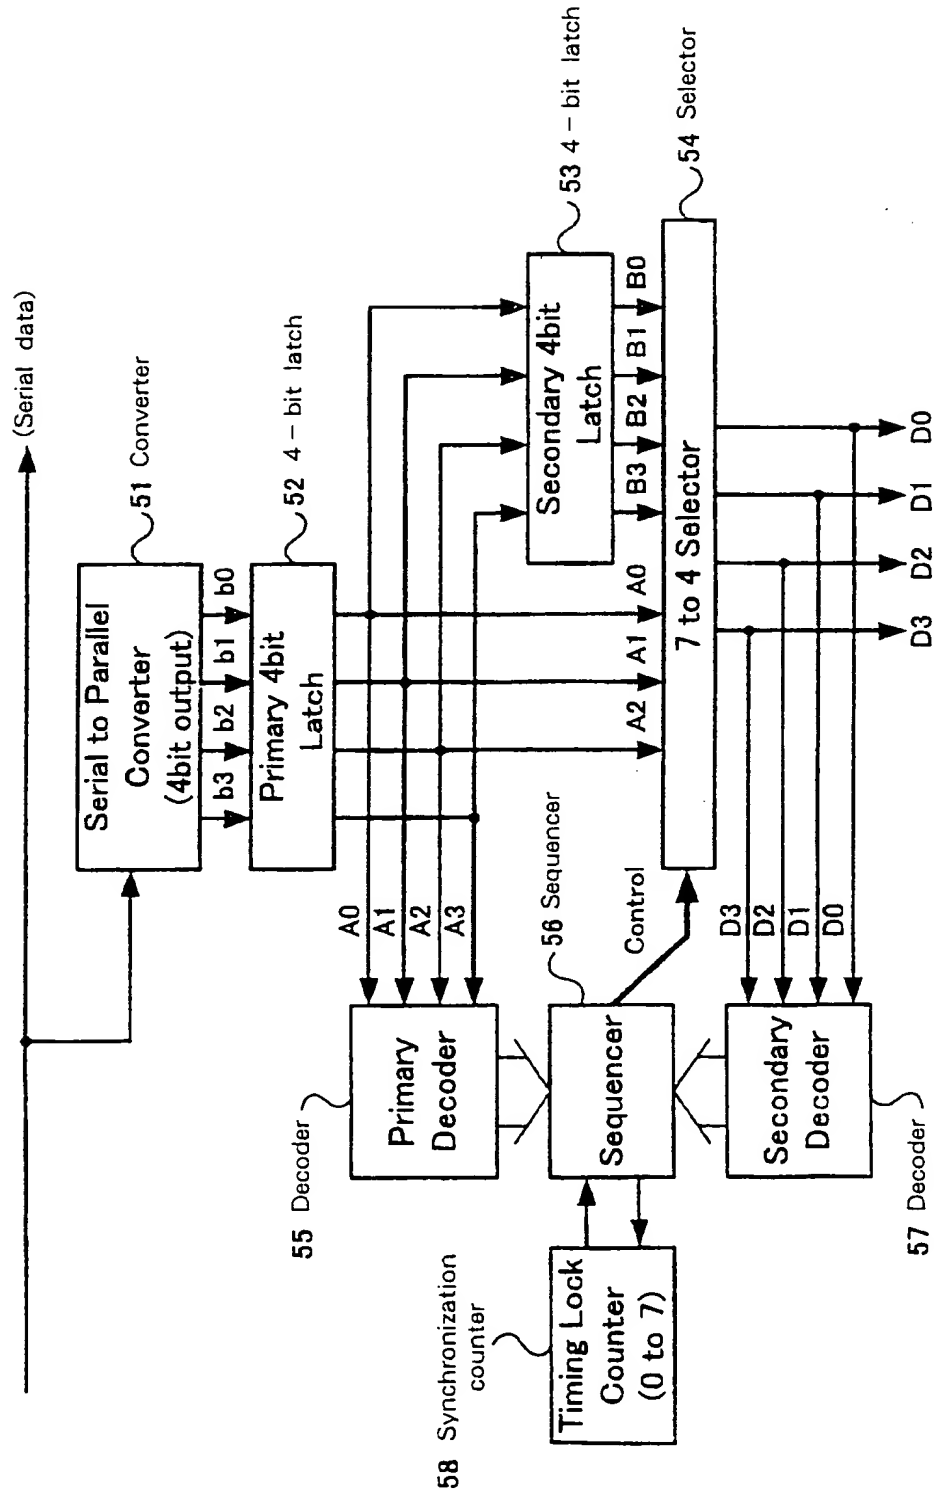 (Serial data)
51 Converter
Serial to Parallel
Converter
(4bit output)
b3
b2
b1
b0
52 4-bit latch
Primary 4bit
Latch
A0
A1
A2
A3
55 Decoder
Primary
Decoder
53 4-bit latch
Secondary 4bit
Latch
B3
B2
B1
B0
A2
A1
A0
54 Selector
7 to 4 Selector
56 Sequencer
Sequencer
Control
58 Synchronization
counter
Timing Lock
Counter
(0 to 7)
D3
D2
D1
D0
Secondary
Decoder
57 Decoder
D3
D2
D1
D0